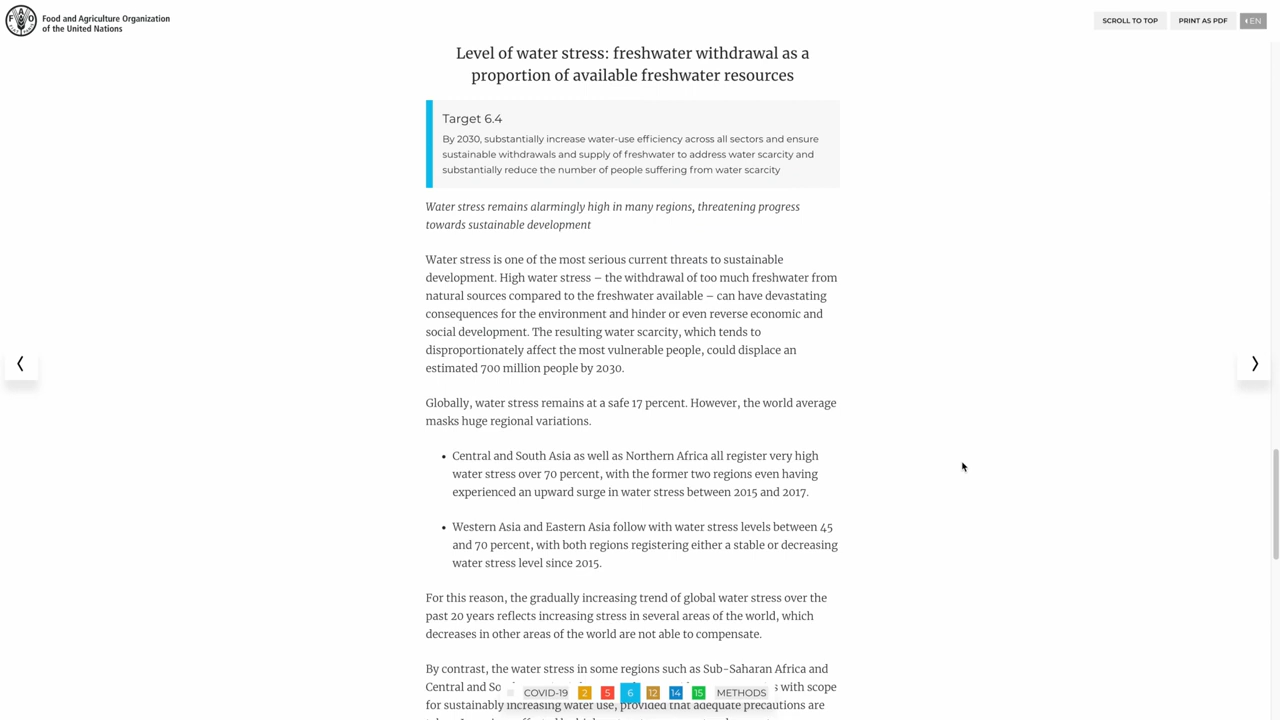 Food and Agriculture Organization
of the United Nations
SCROLL TO TOP
PRINT AS PDF
EN
Level of water stress: freshwater withdrawal as a
proportion of available freshwater resources
Target 6.4
By 2030, substantially increase water-use efficiency across all sectors and ensure
sustainable withdrawals and supply of freshwater to address water scarcity and
substantially reduce the number of people suffering from water scarcity
Water stress remains alarmingly high in many regions, threatening progress
towards sustainable development
Water stress is one of the most serious current threats to sustainable
development. High water stress – the withdrawal of too much freshwater from
natural sources compared to the freshwater available – can have devastating
consequences for the environment and hinder or even reverse economic and
social development. The resulting water scarcity, which tends to
disproportionately affect the most vulnerable people, could displace an
estimated 700 million people by 2030.
Globally, water stress remains at a safe 17 percent. However, the world average
masks huge regional variations.
• Central and South Asia as well as Northern Africa all register very high
water stress over 70 percent, with the former two regions even having
experienced an upward surge in water stress between 2015 and 2017.
• Western Asia and Eastern Asia follow with water stress levels between 45
and 70 percent, with both regions registering either a stable or decreasing
water stress level since 2015.
For this reason, the gradually increasing trend of global water stress over the
past 20 years reflects increasing stress in several areas of the world, which
decreases in other areas of the world are not able to compensate.
By contrast, the water stress in some regions such as Sub-Saharan Africa and
Central and So
with scope
for sustainably increasing water use, provided that adequate precautions are
COVID-19 2 5 6 12 14 15 METHODS